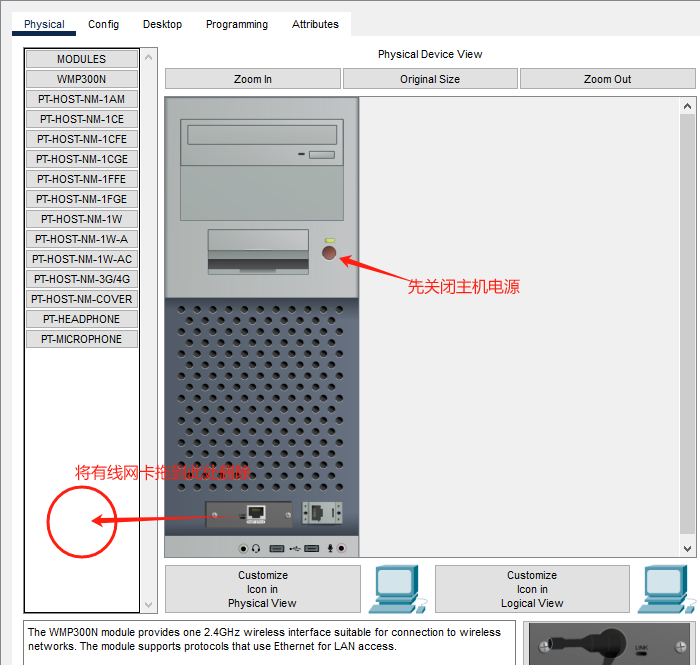 Physical Config Desktop Programming Attributes
MODULES
WMP300N
PT-HOST-NM-1AM
PT-HOST-NM-1CE
PT-HOST-NM-1CFE
PT-HOST-NM-1CGE
PT-HOST-NM-1FFE
PT-HOST-NM-1FGE
PT-HOST-NM-1W
PT-HOST-NM-1W-A
PT-HOST-NM-1W-AC
PT-HOST-NM-3G/4G
PT-HOST-NM-COVER
PT-HEADPHONE
PT-MICROPHONE
Physical Device View
Zoom In Original Size Zoom Out
先关闭主机电源
将有线网卡拖到此处移除
Customize
Icon in
Physical View
Customize
Icon in
Logical View
The WMP300N module provides one 2.4GHz wireless interface suitable for connection to wireless
networks. The module supports protocols that use Ethernet for LAN access.
LINK